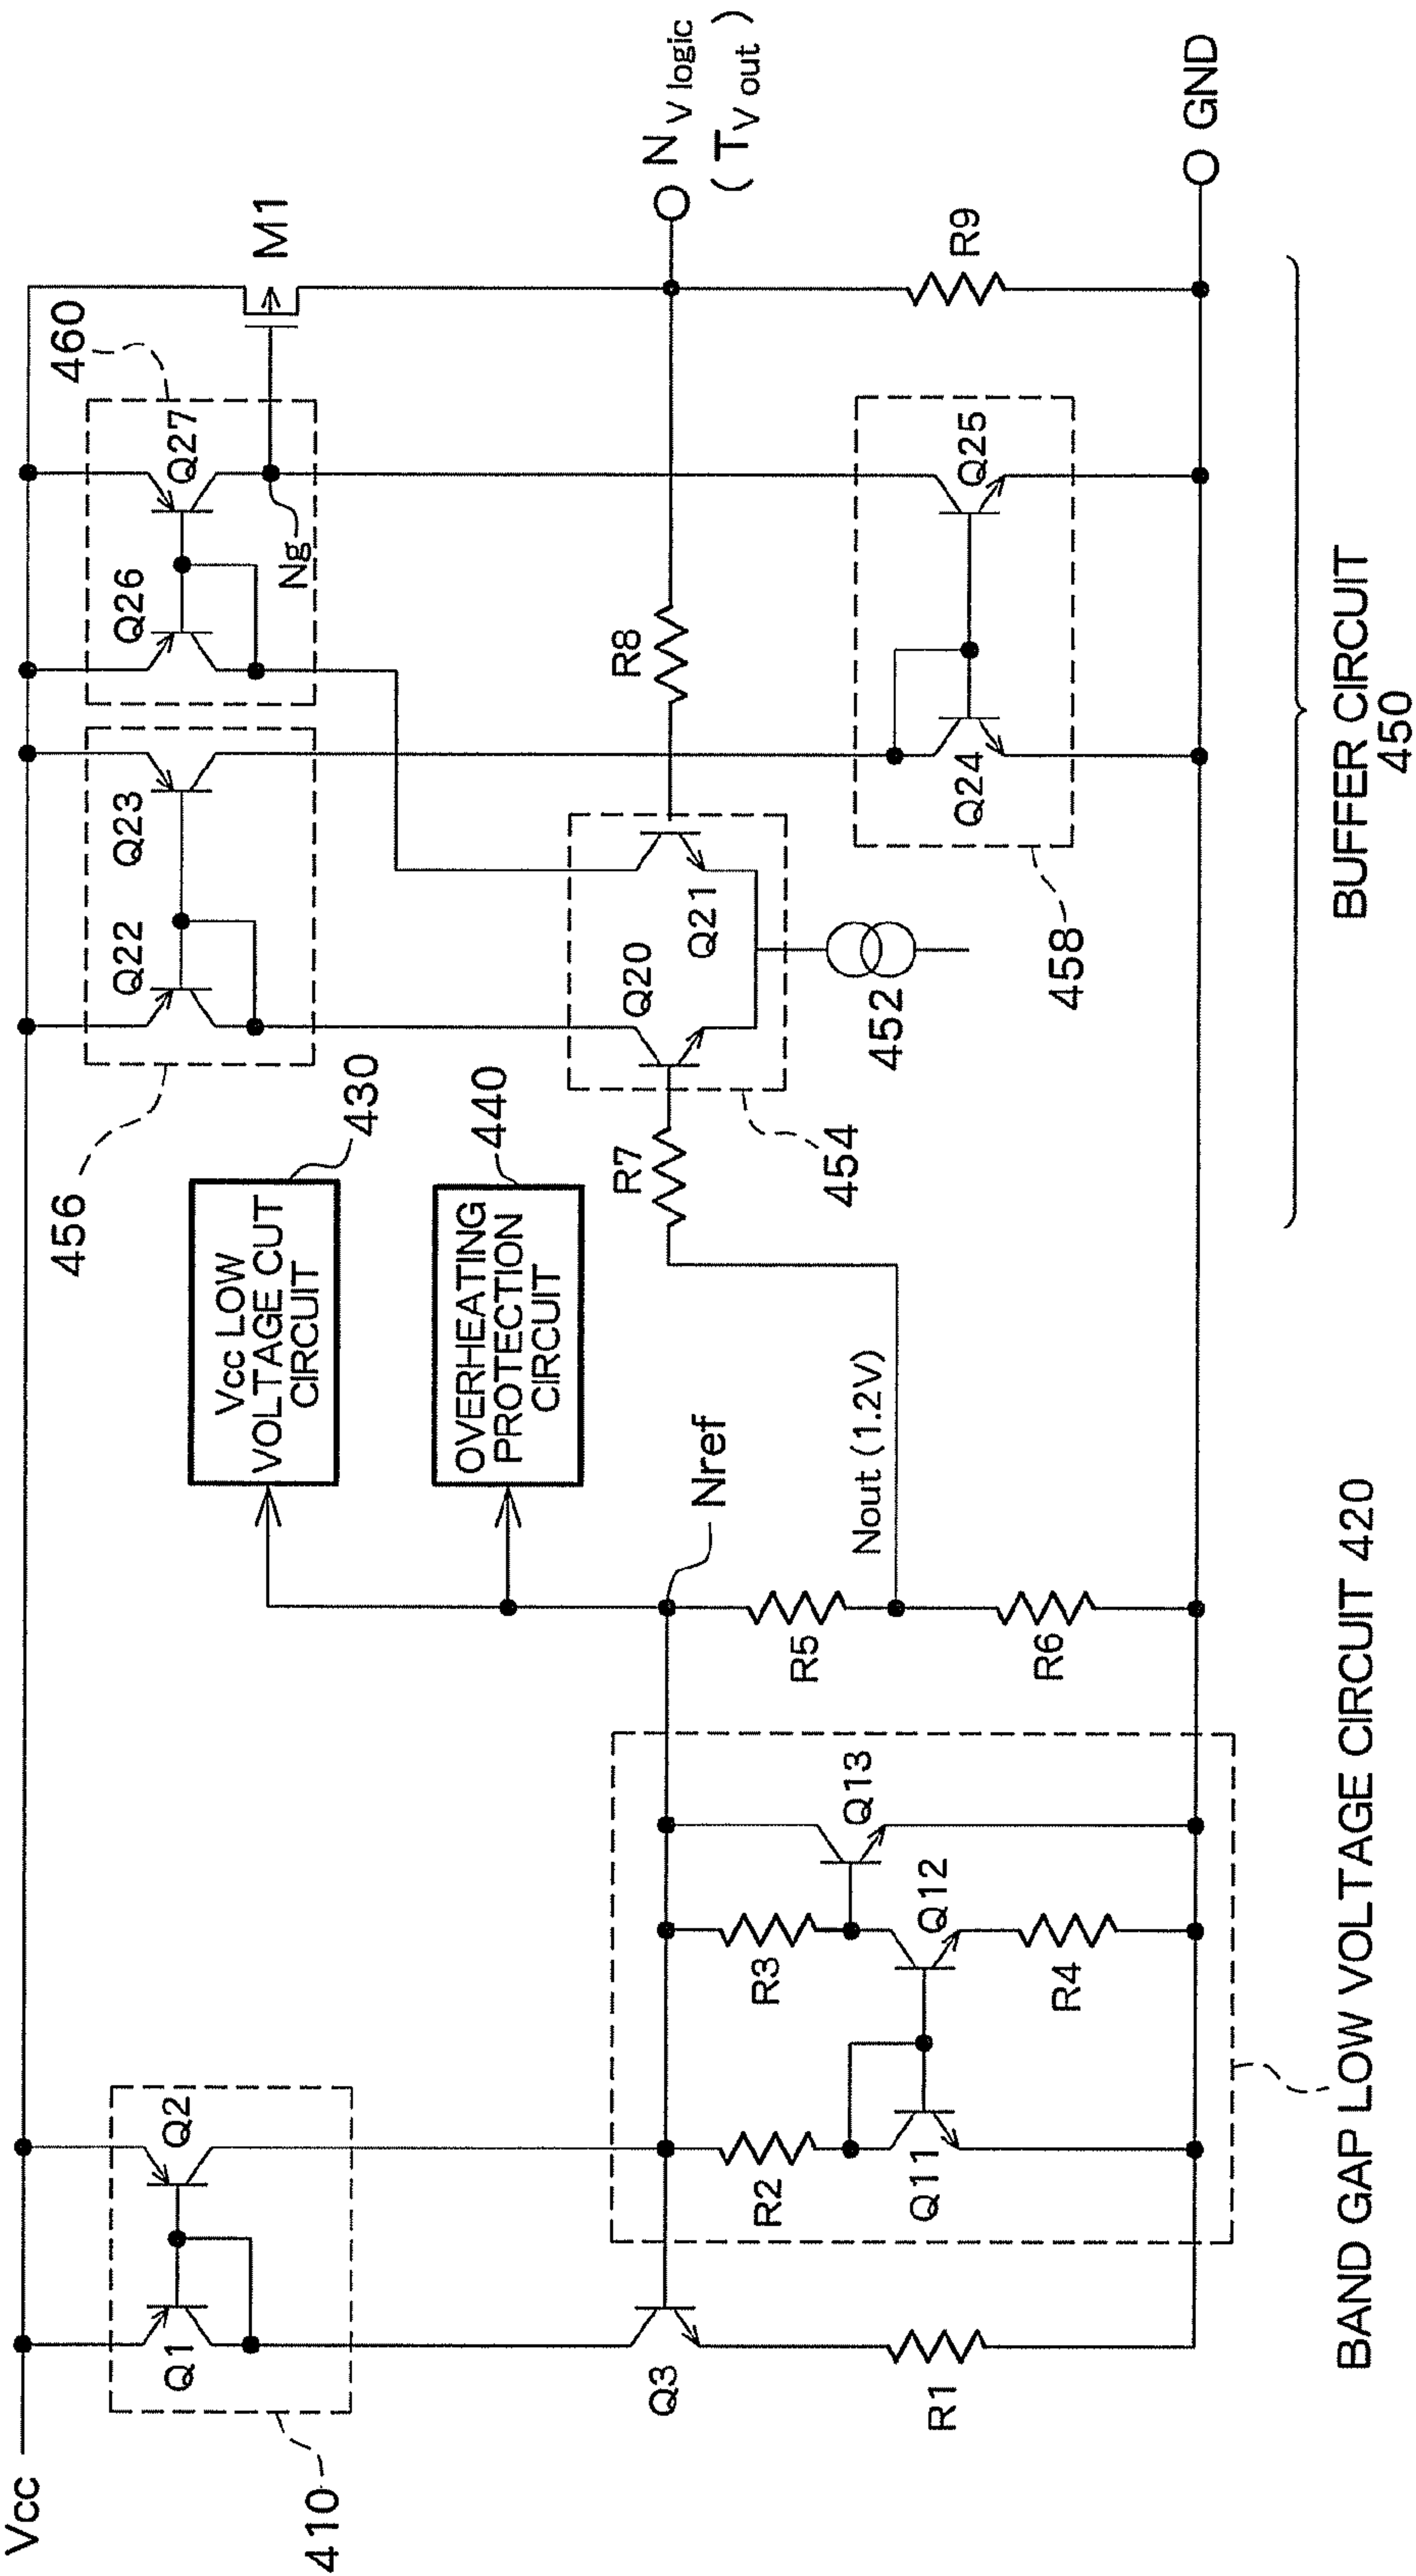 Vcc
410
Q1
Q2
Q3
R1
R2
Q11
R3
Q12
R4
Q13
BAND GAP LOW VOLTAGE CIRCUIT 420
R5
R6
Nref
Nout (1.2V)
Vcc LOW
VOLTAGE CUT
CIRCUIT
430
OVERHEATING
PROTECTION
CIRCUIT
440
456
Q22
Q23
460
Q26
Q27
Ng
M1
R7
Q20
Q21
454
452
R8
Q24
Q25
458
R9
N V logic
( T V out )
GND
BUFFER CIRCUIT
450